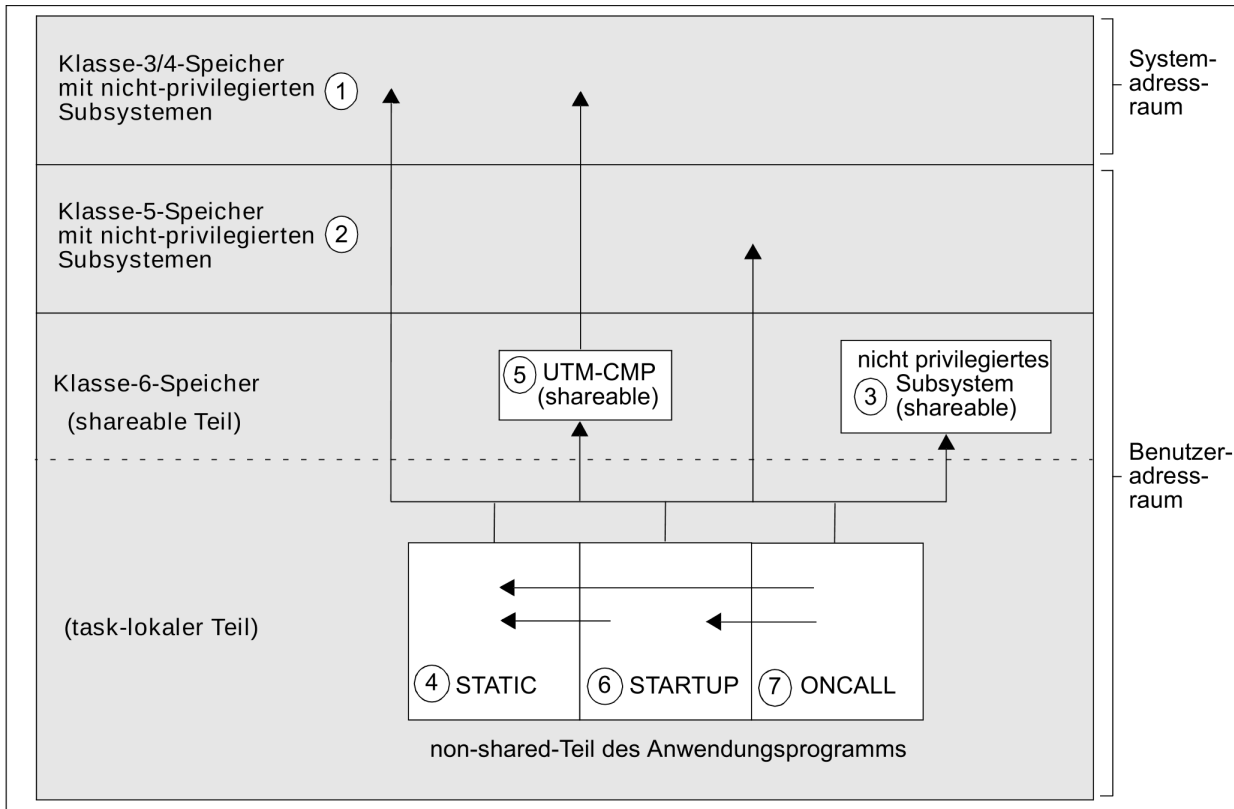 Klasse-3/4-Speicher
mit nicht-privilegierten 1
Subsystemen
System-
adress-
raum
Klasse-5-Speicher
mit nicht-privilegierten 2
Subsystemen
Klasse-6-Speicher
(shareable Teil)
5 UTM-CMP
(shareable)
nicht privilegiertes
3 Subsystem
(shareable)
Benutzer-
adress-
raum
(task-lokaler Teil)
4 STATIC
6 STARTUP
7 ONCALL
non-shared-Teil des Anwendungsprogramms